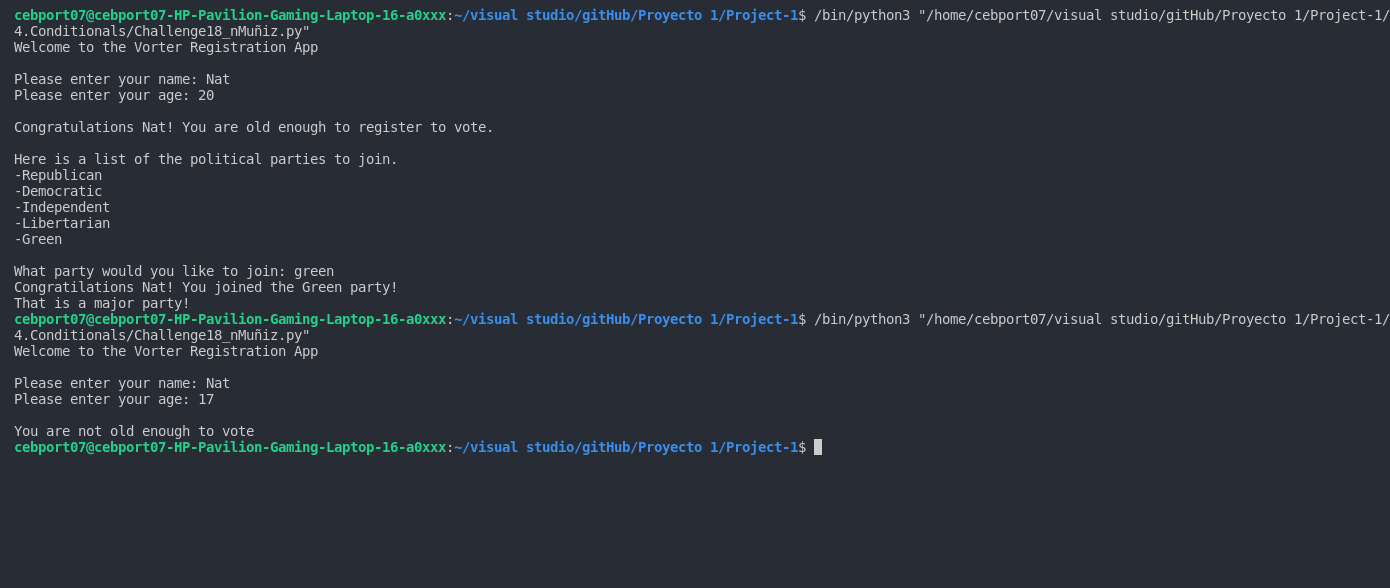 cebport07@cebport07-HP-Pavilion-Gaming-Laptop-16-a0xxx:~/visual studio/gitHub/Proyecto 1/Project-1$ /bin/python3 "/home/cebport07/visual studio/gitHub/Proyecto 1/Project-1/
4.Conditionals/Challenge18_nMuñiz.py"
Welcome to the Vorter Registration App
Please enter your name: Nat
Please enter your age: 20
Congratulations Nat! You are old enough to register to vote.
Here is a list of the political parties to join.
-Republican
-Democratic
-Independent
-Libertarian
-Green
What party would you like to join: green
Congratilations Nat! You joined the Green party!
That is a major party!
cebport07@cebport07-HP-Pavilion-Gaming-Laptop-16-a0xxx:~/visual studio/gitHub/Proyecto 1/Project-1$ /bin/python3 "/home/cebport07/visual studio/gitHub/Proyecto 1/Project-1/
4.Conditionals/Challenge18_nMuñiz.py"
Welcome to the Vorter Registration App
Please enter your name: Nat
Please enter your age: 17
You are not old enough to vote
cebport07@cebport07-HP-Pavilion-Gaming-Laptop-16-a0xxx:~/visual studio/gitHub/Proyecto 1/Project-1$